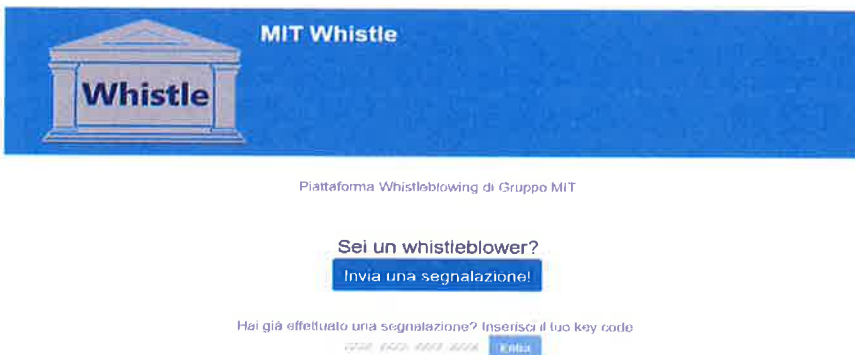 MIT Whistle
Whistle
Piattaforma Whistleblowing di Gruppo MIT
Sei un whistleblower?
Invia una segnalazione!
Hai già effettuato una segnalazione? Inserisci il tuo key code
Entra